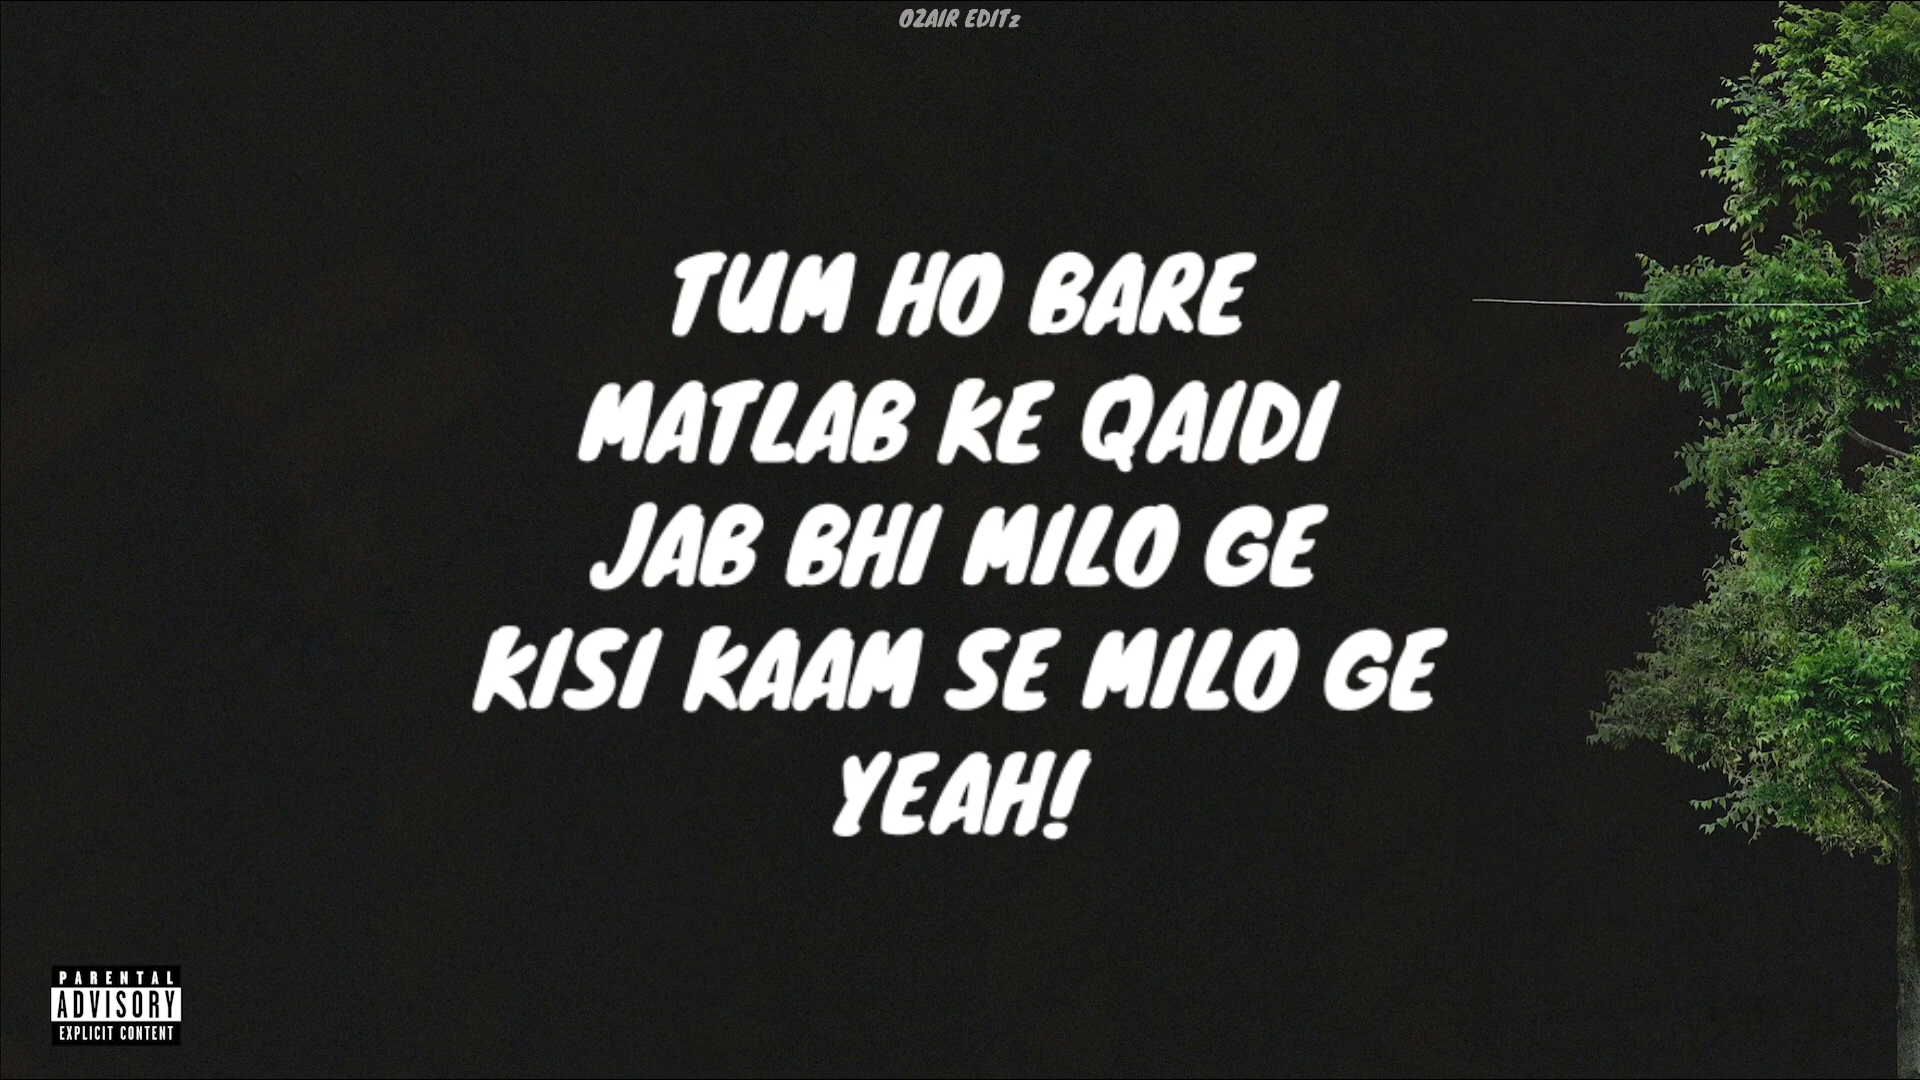 OZAIR EDITz
TUM HO BARE
MATLAB KE QAIDI
JAB BHI MILO GE
KISI KAAM SE MILO GE
YEAH!
PARENTAL
ADVISORY
EXPLICIT CONTENT